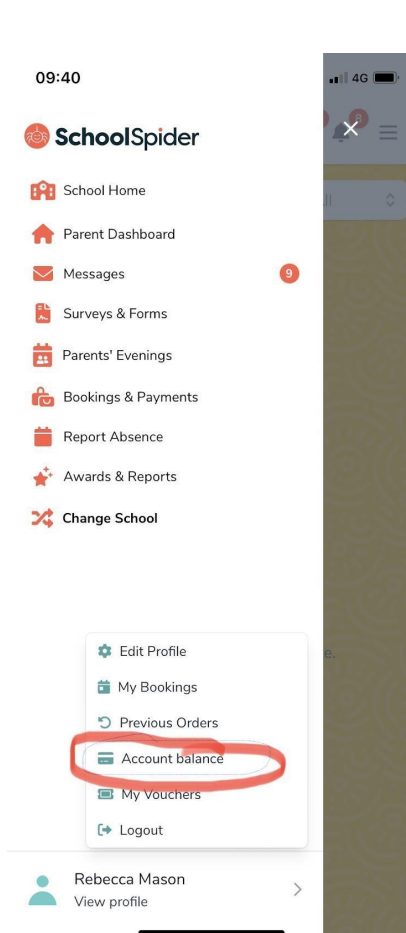 09:40
4G
SchoolSpider
8
School Home
Parent Dashboard
Messages
9
Surveys & Forms
Parents' Evenings
Bookings & Payments
Report Absence
Awards & Reports
Change School
Edit Profile
e.
My Bookings
Previous Orders
Account balance
My Vouchers
Logout
Rebecca Mason
View profile